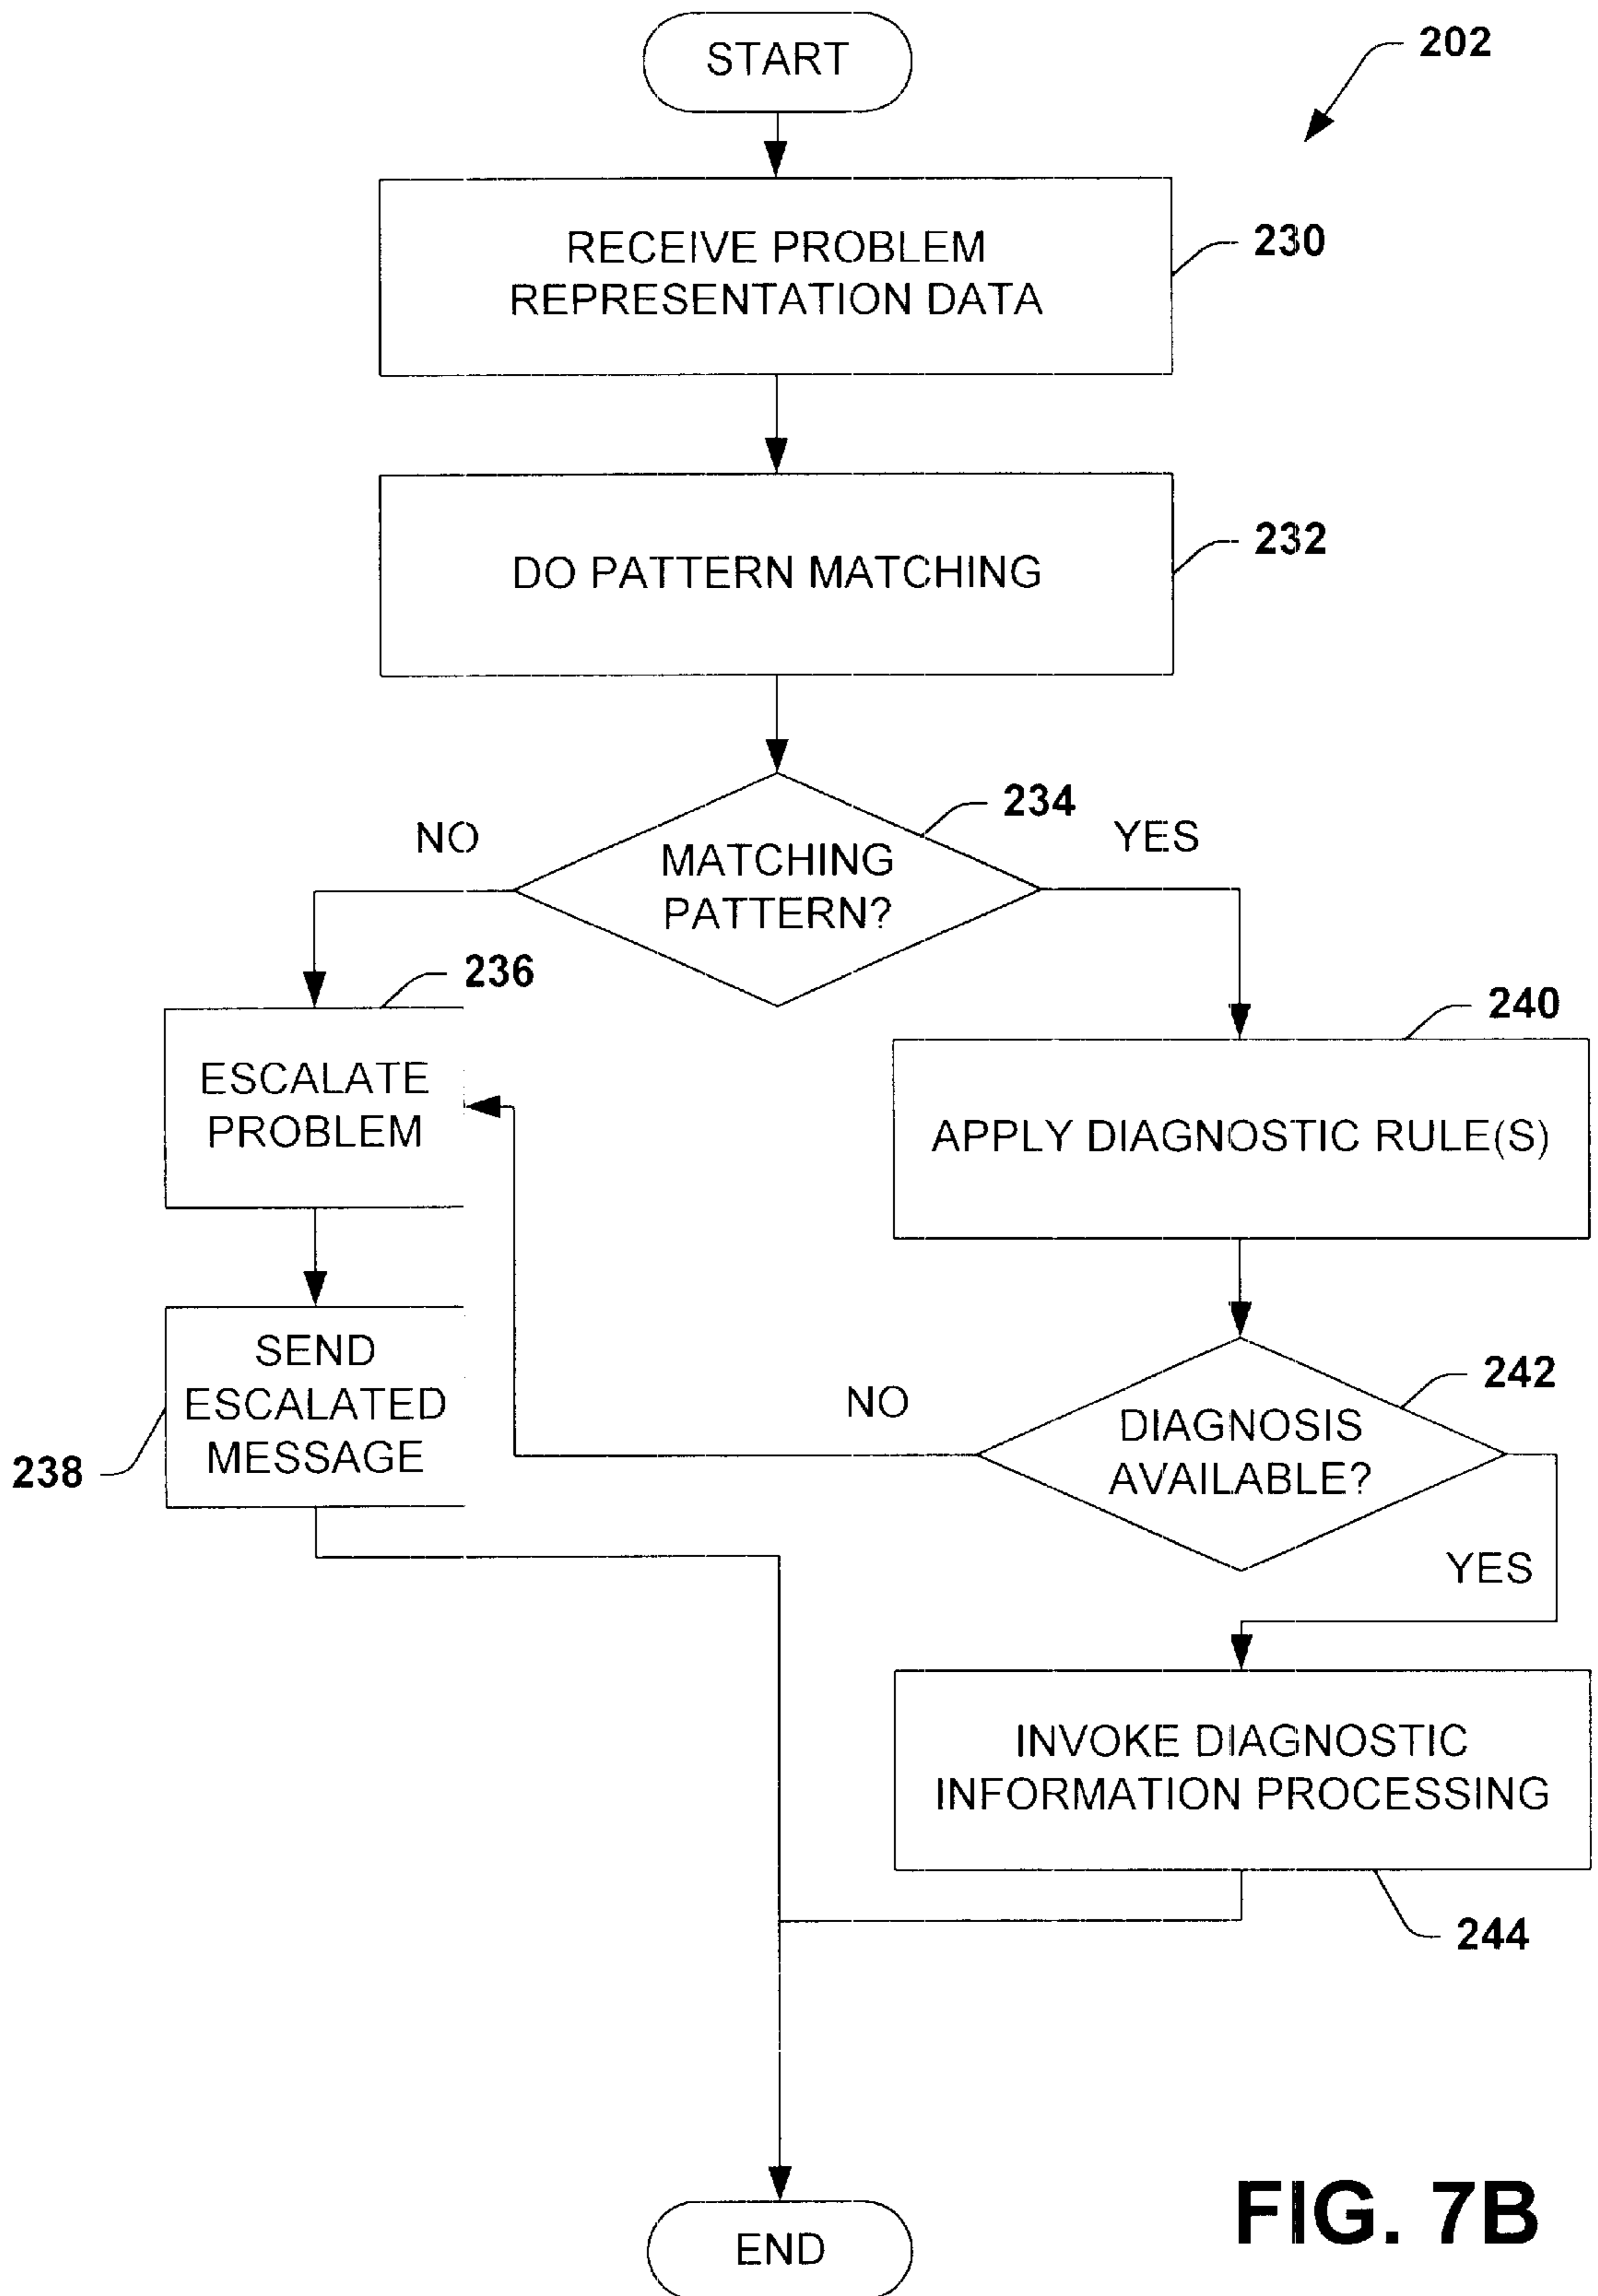 START
202
RECEIVE PROBLEM
REPRESENTATION DATA
230
DO PATTERN MATCHING
232
234
NO
YES
MATCHING
PATTERN?
236
240
ESCALATE
PROBLEM
APPLY DIAGNOSTIC RULE(S)
SEND
ESCALATED
MESSAGE
238
242
NO
DIAGNOSIS
AVAILABLE?
YES
INVOKE DIAGNOSTIC
INFORMATION PROCESSING
244
END
FIG. 7B